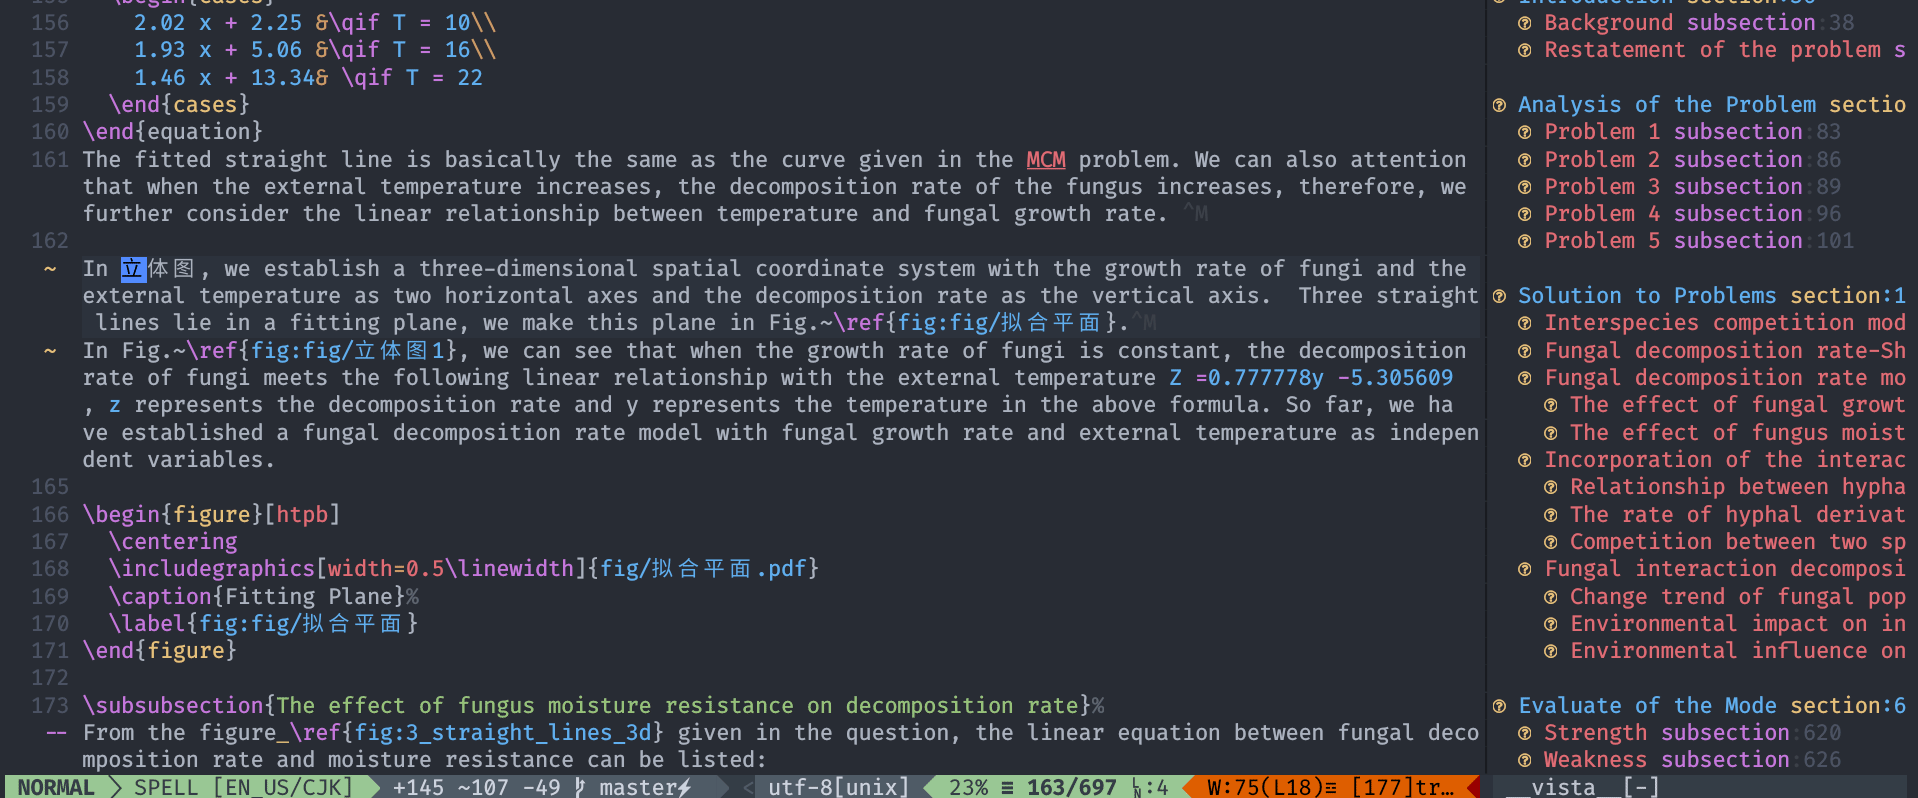 156     2.02 x + 2.25 &\qif T = 10\\
157     1.93 x + 5.06 &\qif T = 16\\
158     1.46 x + 13.34& \qif T = 22
159   \end{cases}
160 \end{equation}
161 The fitted straight line is basically the same as the curve given in the MCM problem. We can also attention
that when the external temperature increases, the decomposition rate of the fungus increases, therefore, we
further consider the linear relationship between temperature and fungal growth rate. ^M
162
~ In 立体图, we establish a three-dimensional spatial coordinate system with the growth rate of fungi and the
external temperature as two horizontal axes and the decomposition rate as the vertical axis.  Three straight
lines lie in a fitting plane, we make this plane in Fig.~\ref{fig:fig/拟合平面}.^M
~ In Fig.~\ref{fig:fig/立体图1}, we can see that when the growth rate of fungi is constant, the decomposition
rate of fungi meets the following linear relationship with the external temperature Z =0.777778y -5.305609
, z represents the decomposition rate and y represents the temperature in the above formula. So far, we ha
ve established a fungal decomposition rate model with fungal growth rate and external temperature as indepen
dent variables.
165
166 \begin{figure}[htpb]
167   \centering
168   \includegraphics[width=0.5\linewidth]{fig/拟合平面.pdf}
169   \caption{Fitting Plane}%
170   \label{fig:fig/拟合平面}
171 \end{figure}
172
173 \subsubsection{The effect of fungus moisture resistance on decomposition rate}%
-- From the figure_\ref{fig:3_straight_lines_3d} given in the question, the linear equation between fungal deco
mposition rate and moisture resistance can be listed:
NORMAL SPELL [EN_US/CJK] +145 ~107 -49 master⚡ < utf-8[unix] 23% ≡ 163/697 :4 W:75(L18)≡ [177]tr…
Background subsection:38
Restatement of the problem s
Analysis of the Problem sectio
Problem 1 subsection:83
Problem 2 subsection:86
Problem 3 subsection:89
Problem 4 subsection:96
Problem 5 subsection:101
Solution to Problems section:1
Interspecies competition mod
Fungal decomposition rate-Sh
Fungal decomposition rate mo
The effect of fungal growt
The effect of fungus moist
Incorporation of the interac
Relationship between hypha
The rate of hyphal derivat
Competition between two sp
Fungal interaction decomposi
Change trend of fungal pop
Environmental impact on in
Environmental influence on
Evaluate of the Mode section:6
Strength subsection:620
Weakness subsection:626
__vista__[-]